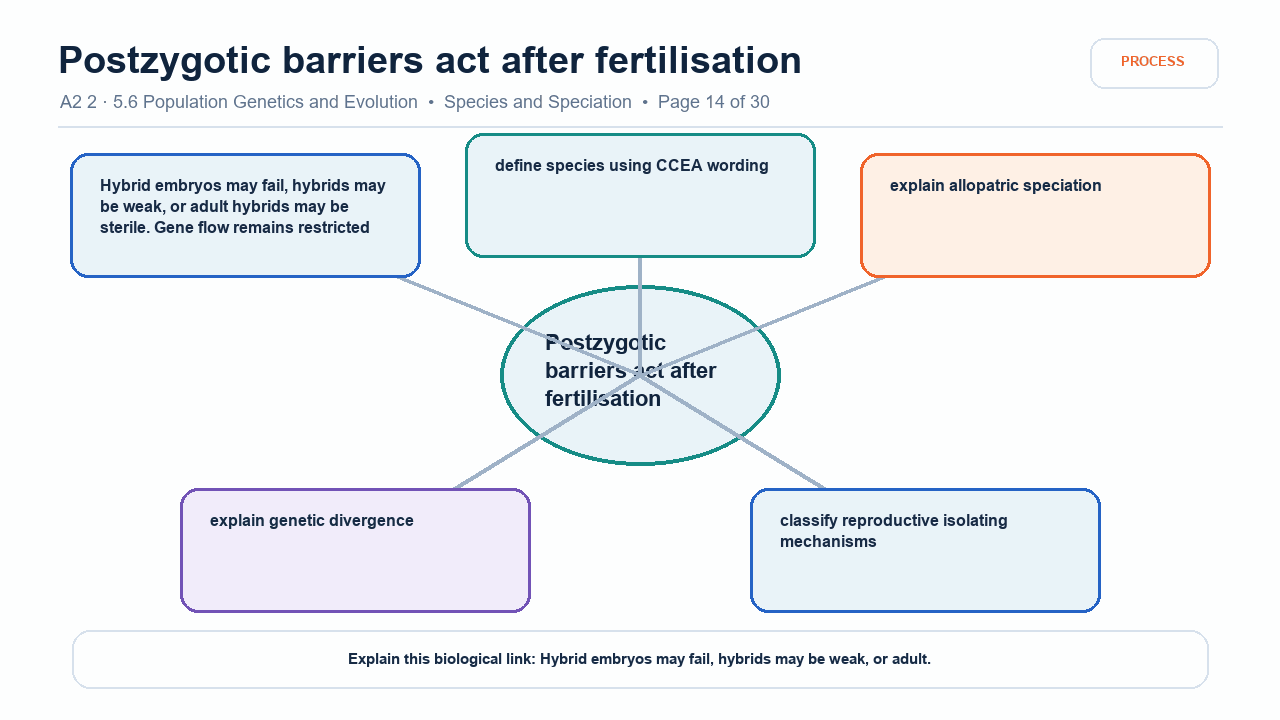 Postzygotic barriers act after fertilisation
PROCESS
A2 2 · 5.6 Population Genetics and Evolution • Species and Speciation • Page 14 of 30
Hybrid embryos may fail, hybrids may
be weak, or adult hybrids may be
sterile. Gene flow remains restricted
define species using CCEA wording
explain allopatric speciation
Postzygotic
barriers act after
fertilisation
explain genetic divergence
classify reproductive isolating
mechanisms
Explain this biological link: Hybrid embryos may fail, hybrids may be weak, or adult.